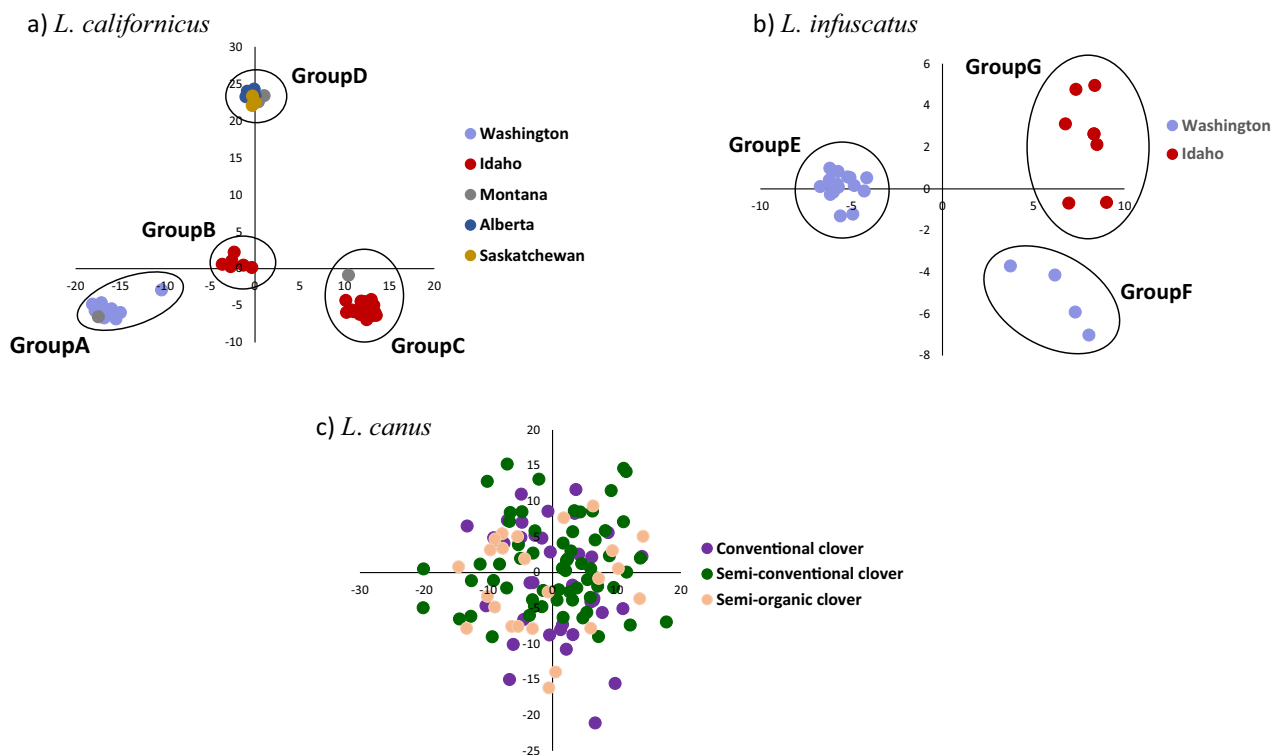 a) L. californicus
30
GroupD
25
20
15
10
5
0
-5
-10
-20
-15
-10
-5
0
5
10
15
20
GroupB
GroupA
GroupC
Washington
Idaho
Montana
Alberta
Saskatchewan
b) L. infuscatus
6
4
2
0
-2
-4
-6
-8
-10
-5
0
5
10
GroupG
GroupE
GroupF
Washington
Idaho
c) L. canus
20
15
10
5
0
-5
-10
-15
-20
-25
-30
-20
-10
0
10
20
Conventional clover
Semi-conventional clover
Semi-organic clover